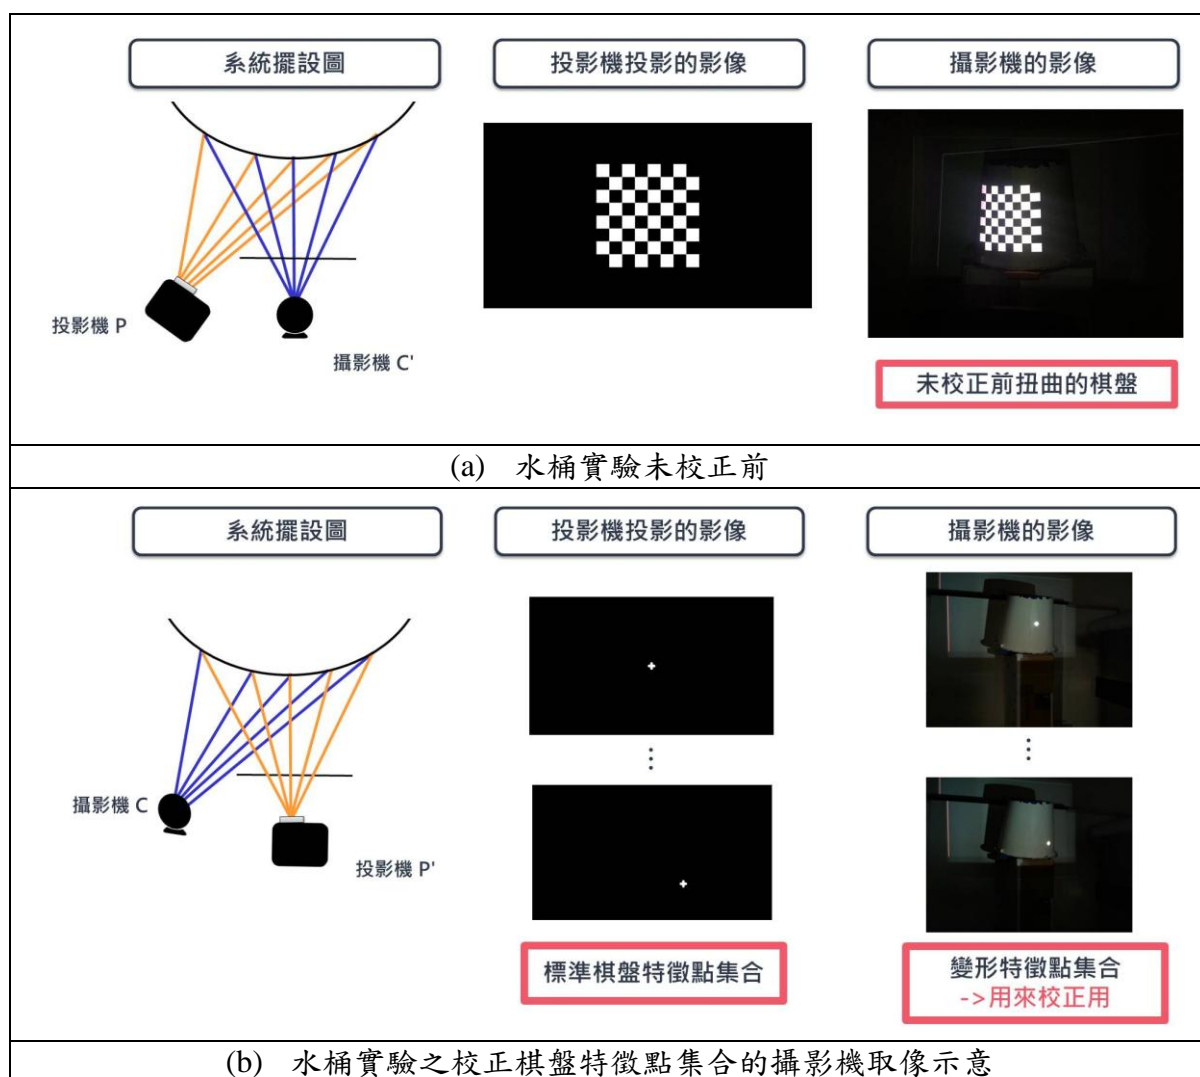 系統擺設圖
投影機投影的影像
攝影機的影像
投影機 P
攝影機 C'
未校正前扭曲的棋盤
(a) 水桶實驗未校正前
系統擺設圖
投影機投影的影像
攝影機的影像
⋮
⋮
攝影機 C
投影機 P'
標準棋盤特徵點集合
變形特徵點集合
->用來校正用
(b) 水桶實驗之校正棋盤特徵點集合的攝影機取像示意